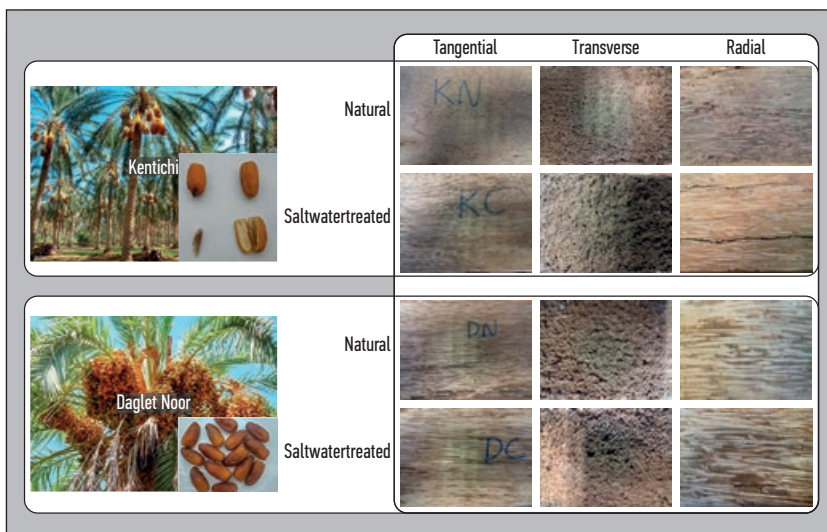 Tangential Transverse Radial
Kentichi
Natural
KN
Saltwatertreated
KC
Daglet Noor
Natural
DN
Saltwatertreated
DC